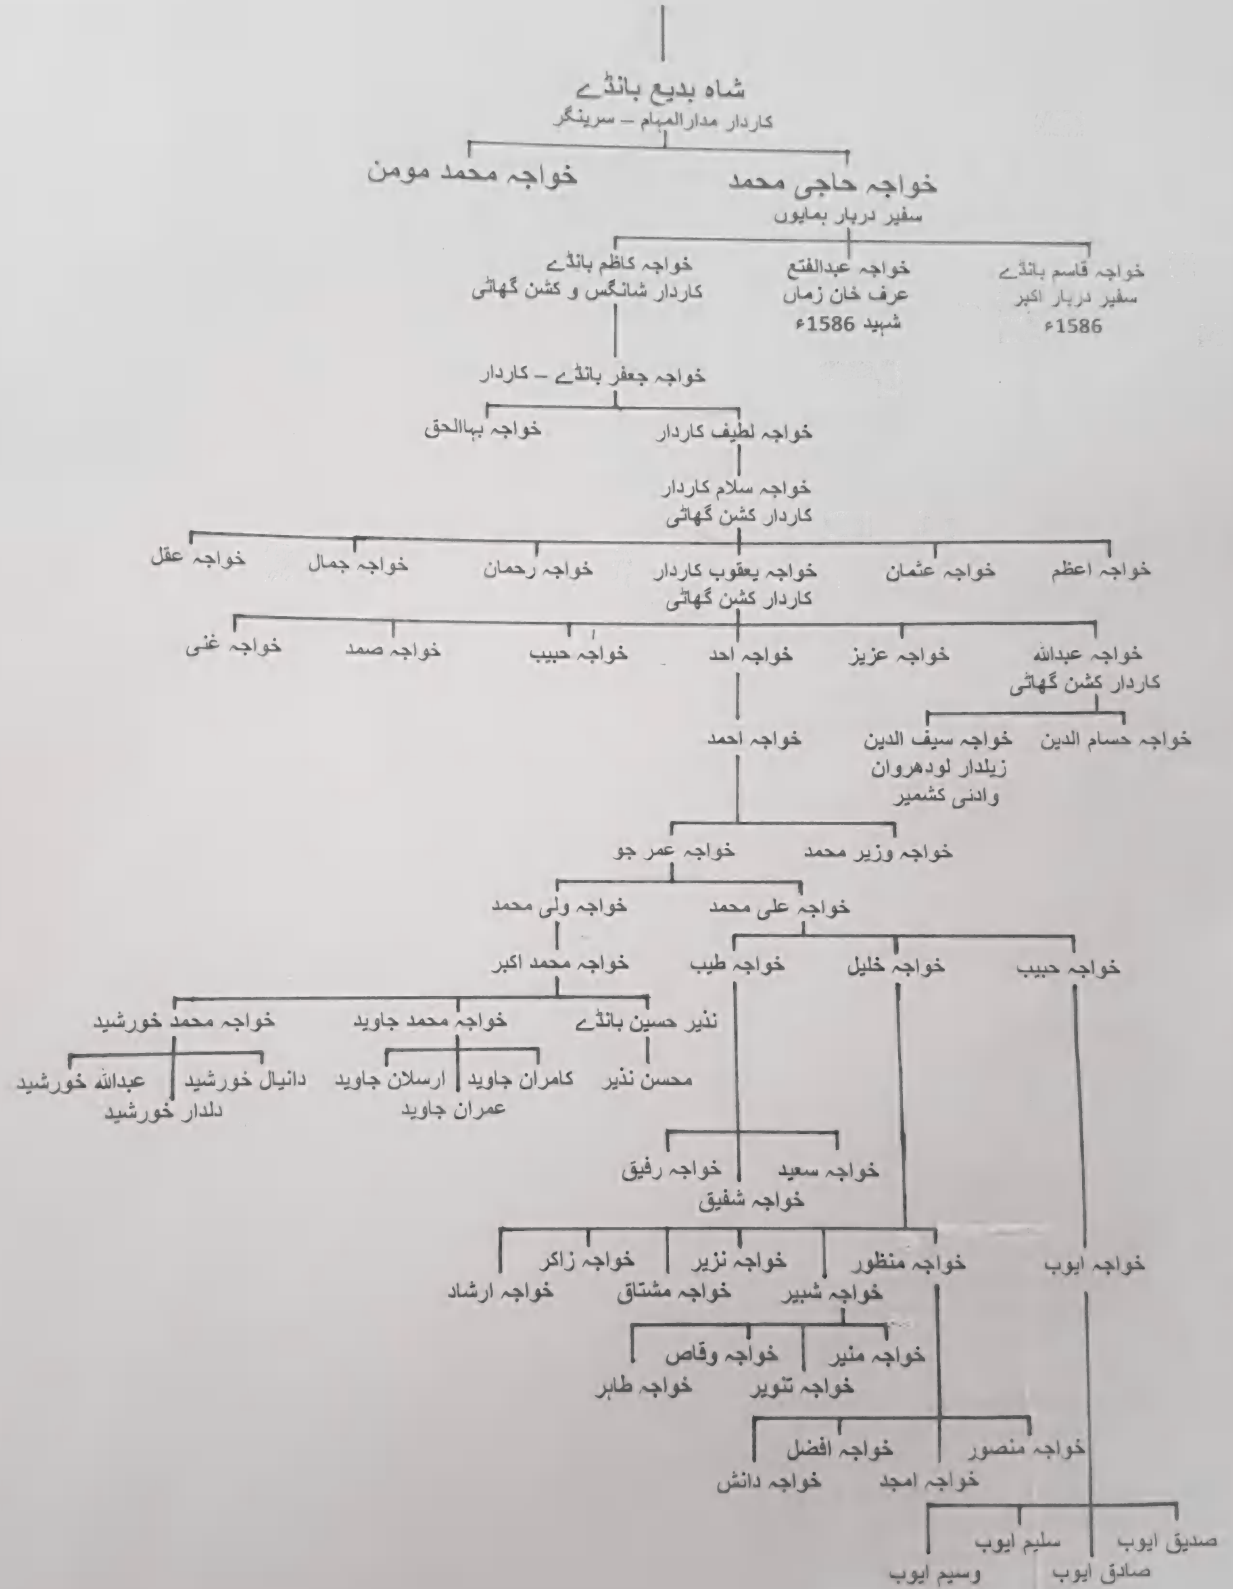 شاہ بدیع بانڈے
کاردار مدارالمہام – سرینگر
خواجہ حاجی محمد
سفیر دربار ہمایوں
خواجہ محمد مومن
خواجہ قاسم بانڈے
سفیر دربار اکبر
1586ء
خواجہ عبدالفتع
عرف خان زماں
شہید 1586ء
خواجہ کاظم بانڈے
کاردار شانگس و کشن گھاٹی
خواجہ جعفر بانڈے – کاردار
خواجہ لطیف کاردار
خواجہ بہاالحق
خواجہ سلام کاردار
کاردار کشن گھاٹی
خواجہ اعظم
خواجہ عثمان
خواجہ یعقوب کاردار
کاردار کشن گھاٹی
خواجہ رحمان
خواجہ جمال
خواجہ عقل
خواجہ عبداللہ
کاردار کشن گھاٹی
خواجہ عزیز
خواجہ احد
خواجہ حبیب
خواجہ صمد
خواجہ غنی
خواجہ حسام الدین
خواجہ سیف الدین
زیلدار لودھروان
وادنی کشمیر
خواجہ احمد
خواجہ وزیر محمد
خواجہ عمر جو
خواجہ علی محمد
خواجہ ولی محمد
خواجہ حبیب
خواجہ خلیل
خواجہ طیب
خواجہ محمد اکبر
نذیر حسین بانڈے
خواجہ محمد جاوید
خواجہ محمد خورشید
محسن نذیر
کامران جاوید
ارسلان جاوید
عمران جاوید
دانیال خورشید
عبداللہ خورشید
دلدار خورشید
خواجہ سعید
خواجہ رفیق
خواجہ شفیق
خواجہ ایوب
خواجہ منظور
خواجہ نزیر
خواجہ زاکر
خواجہ شبیر
خواجہ مشتاق
خواجہ ارشاد
خواجہ منیر
خواجہ وقاص
خواجہ تنویر
خواجہ طاہر
خواجہ منصور
خواجہ افضل
خواجہ امجد
خواجہ دانش
صدیق ایوب
سلیم ایوب
صادق ایوب
وسیم ایوب